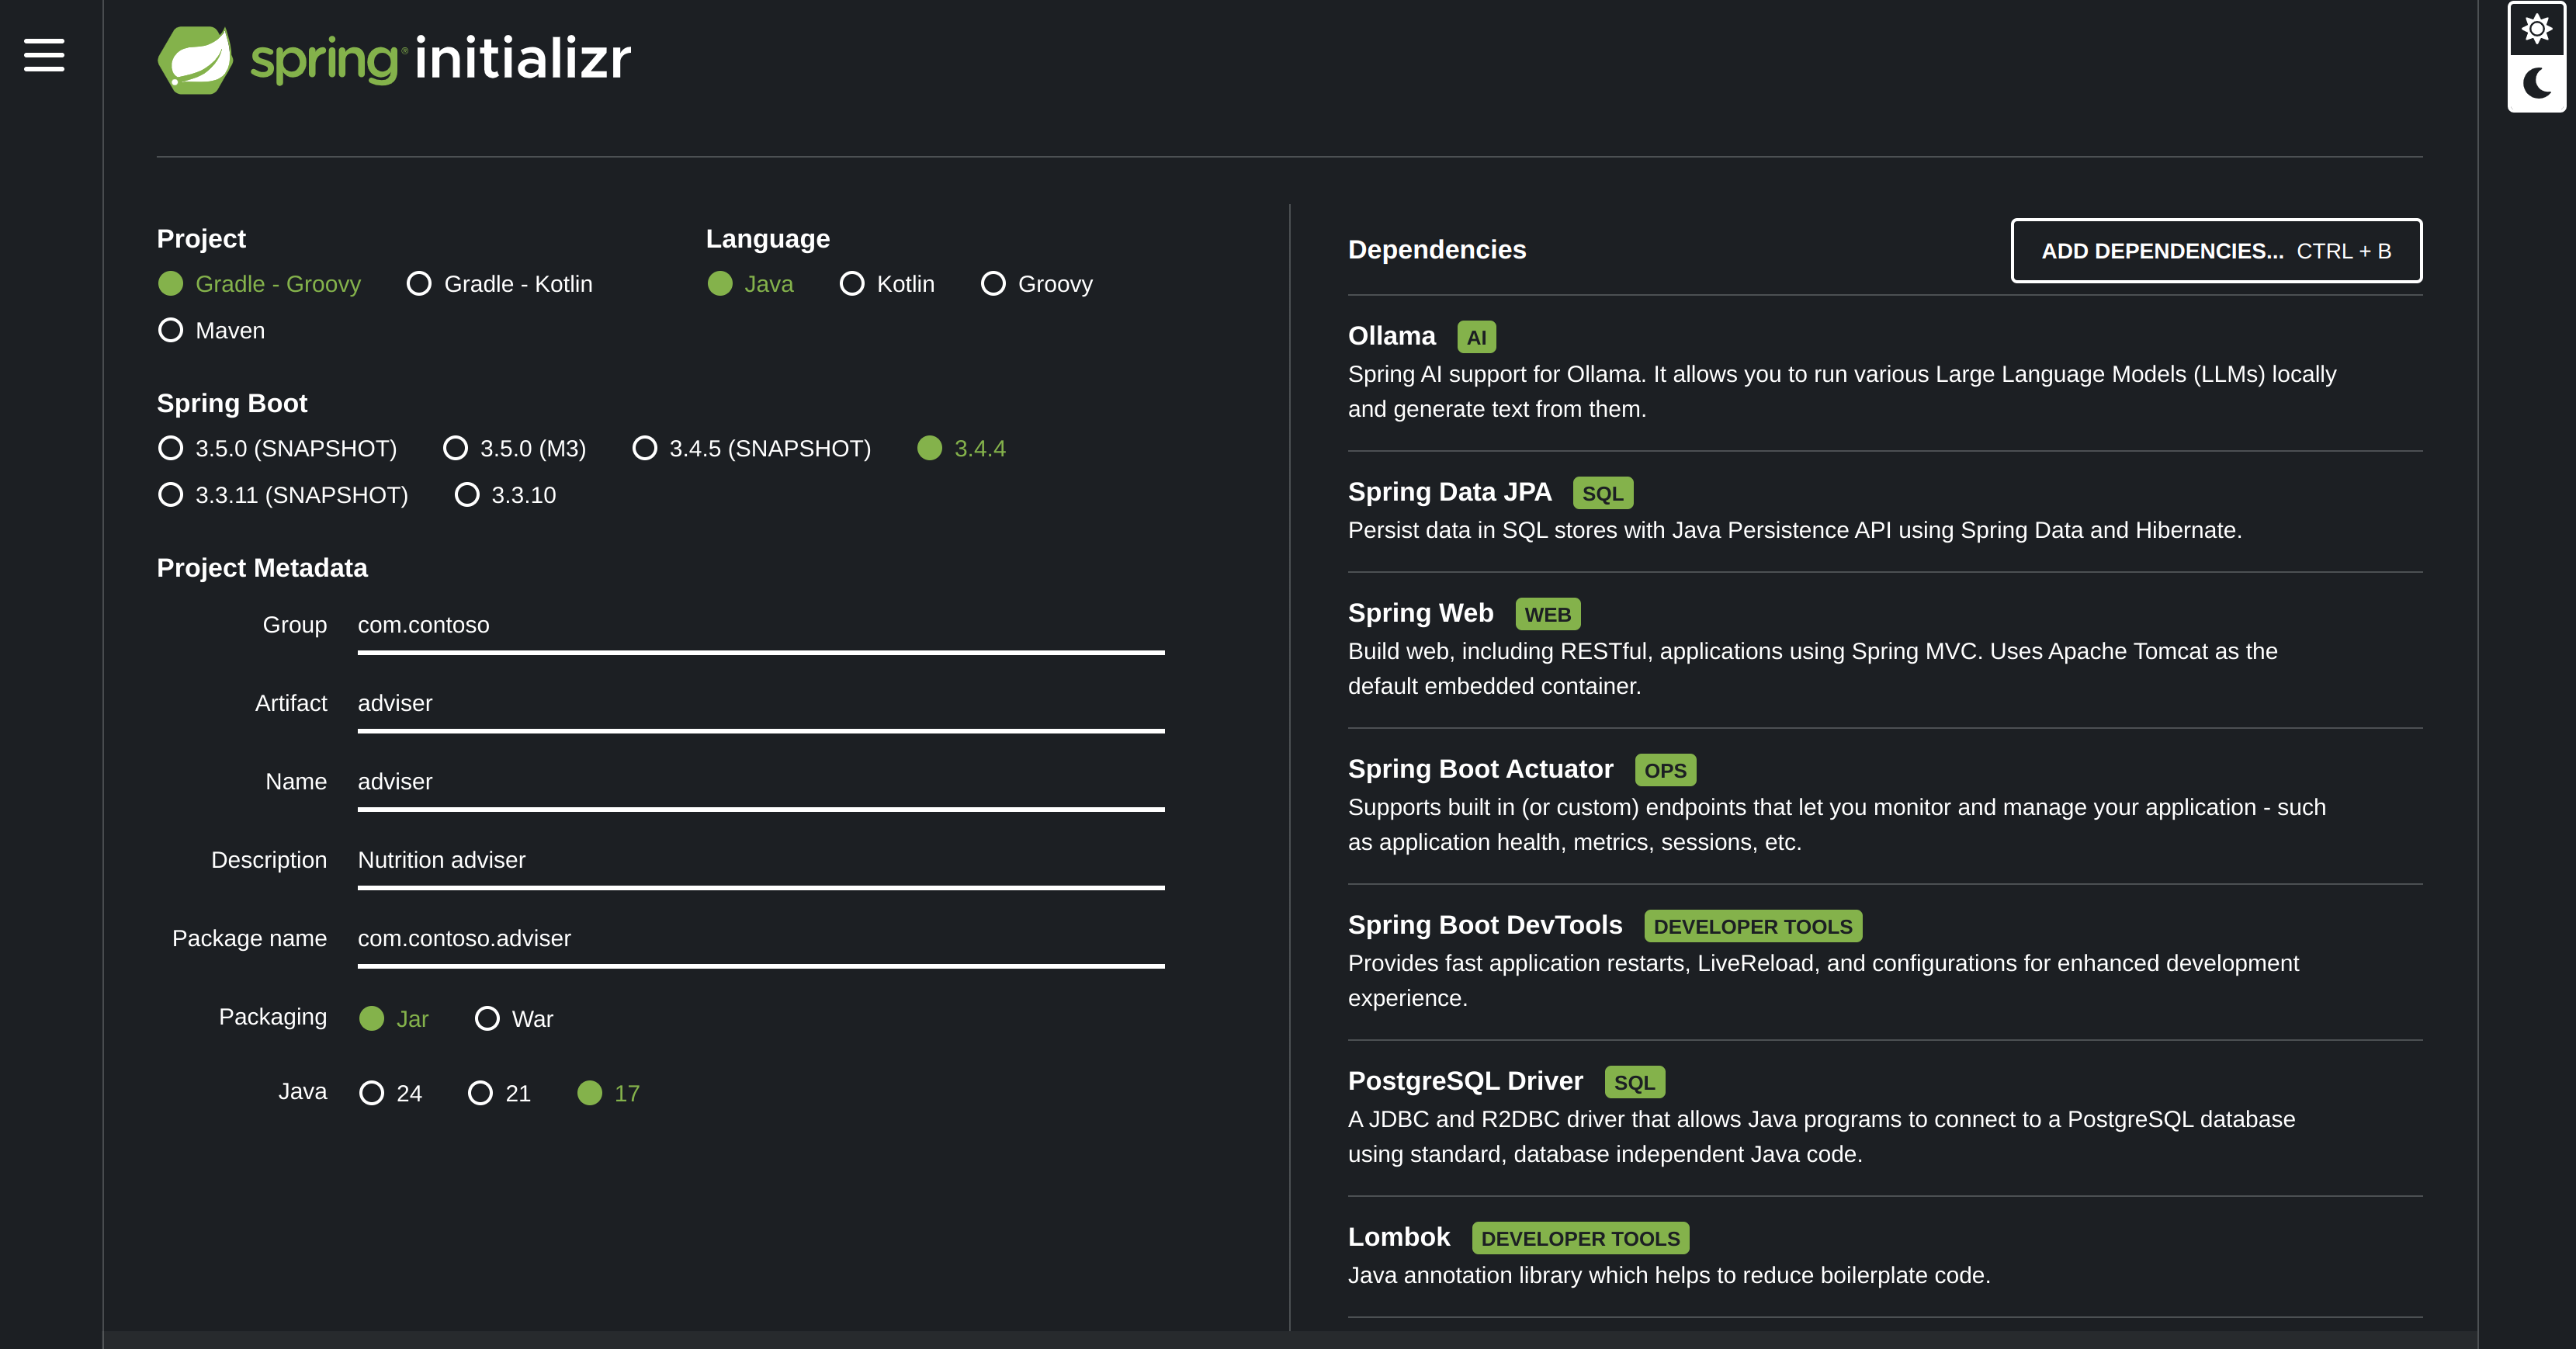 spring initializr
Project
Gradle - Groovy Gradle - Kotlin
Maven
Language
Java Kotlin Groovy
Spring Boot
3.5.0 (SNAPSHOT) 3.5.0 (M3) 3.4.5 (SNAPSHOT) 3.4.4
3.3.11 (SNAPSHOT) 3.3.10
Project Metadata
Group com.contoso
Artifact adviser
Name adviser
Description Nutrition adviser
Package name com.contoso.adviser
Packaging Jar War
Java 24 21 17
Dependencies ADD DEPENDENCIES... CTRL + B
Ollama AI
Spring AI support for Ollama. It allows you to run various Large Language Models (LLMs) locally
and generate text from them.
Spring Data JPA SQL
Persist data in SQL stores with Java Persistence API using Spring Data and Hibernate.
Spring Web WEB
Build web, including RESTful, applications using Spring MVC. Uses Apache Tomcat as the
default embedded container.
Spring Boot Actuator OPS
Supports built in (or custom) endpoints that let you monitor and manage your application - such
as application health, metrics, sessions, etc.
Spring Boot DevTools DEVELOPER TOOLS
Provides fast application restarts, LiveReload, and configurations for enhanced development
experience.
PostgreSQL Driver SQL
A JDBC and R2DBC driver that allows Java programs to connect to a PostgreSQL database
using standard, database independent Java code.
Lombok DEVELOPER TOOLS
Java annotation library which helps to reduce boilerplate code.